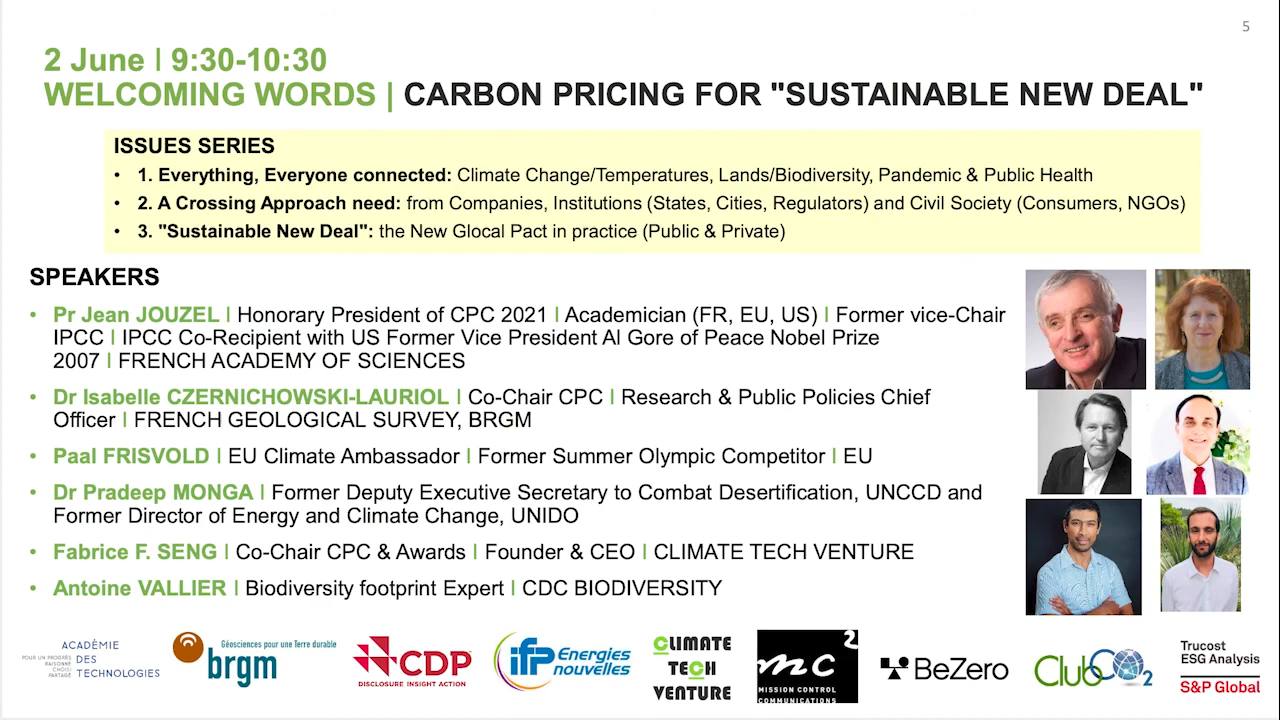 5
2 June | 9:30-10:30
WELCOMING WORDS | CARBON PRICING FOR "SUSTAINABLE NEW DEAL"
ISSUES SERIES
• 1. Everything, Everyone connected: Climate Change/Temperatures, Lands/Biodiversity, Pandemic & Public Health
• 2. A Crossing Approach need: from Companies, Institutions (States, Cities, Regulators) and Civil Society (Consumers, NGOs)
• 3. "Sustainable New Deal": the New Glocal Pact in practice (Public & Private)
SPEAKERS
• Pr Jean JOUZEL | Honorary President of CPC 2021 | Academician (FR, EU, US) | Former vice-Chair
IPCC | IPCC Co-Recipient with US Former Vice President Al Gore of Peace Nobel Prize
2007 | FRENCH ACADEMY OF SCIENCES
• Dr Isabelle CZERNICHOWSKI-LAURIOL | Co-Chair CPC | Research & Public Policies Chief
Officer | FRENCH GEOLOGICAL SURVEY, BRGM
• Paal FRISVOLD | EU Climate Ambassador | Former Summer Olympic Competitor | EU
• Dr Pradeep MONGA | Former Deputy Executive Secretary to Combat Desertification, UNCCD and
Former Director of Energy and Climate Change, UNIDO
• Fabrice F. SENG | Co-Chair CPC & Awards | Founder & CEO | CLIMATE TECH VENTURE
• Antoine VALLIER | Biodiversity footprint Expert | CDC BIODIVERSITY
ACADÉMIE
DES
TECHNOLOGIES
POUR UN PROGRÈS
RAISONNÉ
CHOISI
PARTAGÉ
Géosciences pour une Terre durable
brgm
CDP
DISCLOSURE INSIGHT ACTION
ifp Energies
nouvelles
CLIMATE
TECH
VENTURE
mc2
MISSION CONTROL
COMMUNICATIONS
BeZero
ClubCO2
Trucost
ESG Analysis
S&P Global